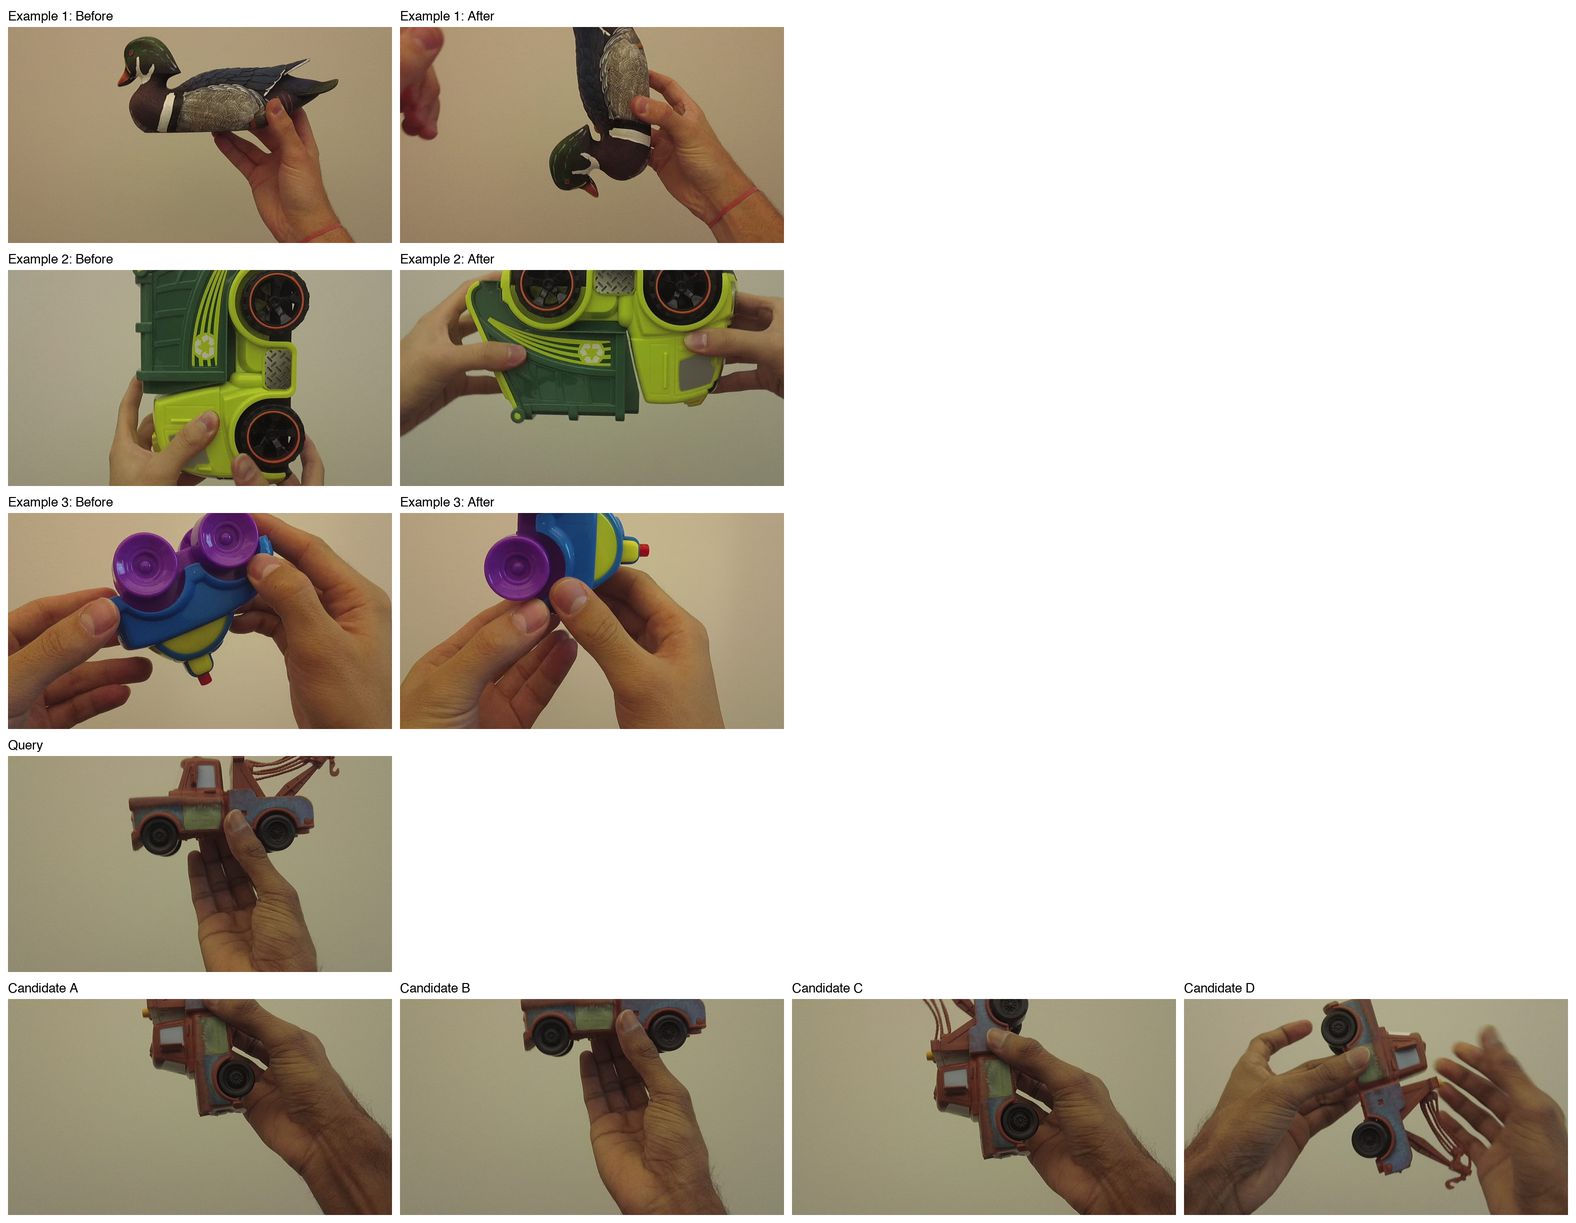 Example 1: Before
Example 1: After
Example 2: Before
Example 2: After
Example 3: Before
Example 3: After
Query
Candidate A
Candidate B
Candidate C
Candidate D